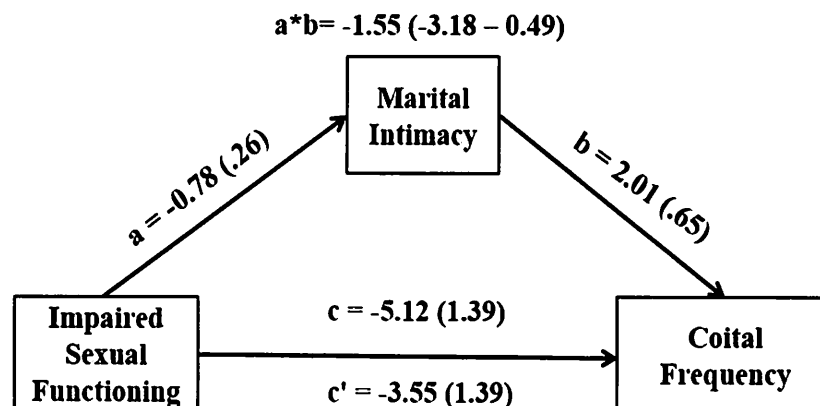 a*b= -1.55 (-3.18 – 0.49)
Marital
Intimacy
a = -0.78 (.26)
b = 2.01 (.65)
Impaired
Sexual
Functioning
c = -5.12 (1.39)
c' = -3.55 (1.39)
Coital
Frequency